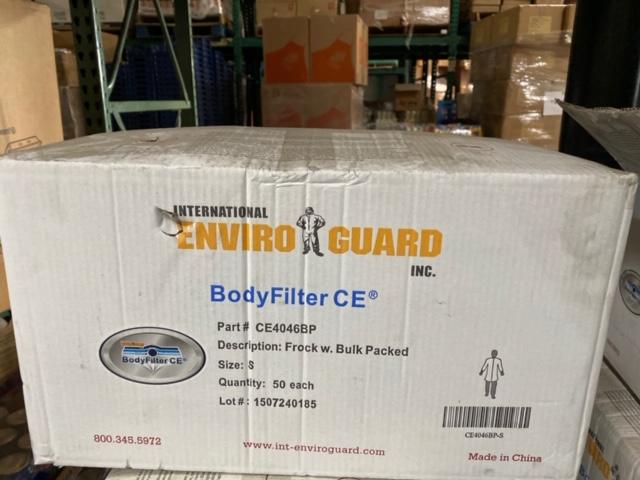 INTERNATIONAL
ENVIRO GUARD
INC.
BodyFilter CE®
Part# CE4046BP
Description: Frock w. Bulk Packed
Size: S
Quantity: 50 each
Lot#: 1507240185
BodyFilter CE®
CE4046BP-S
800.345.5972
www.int-enviroguard.com
Made in China